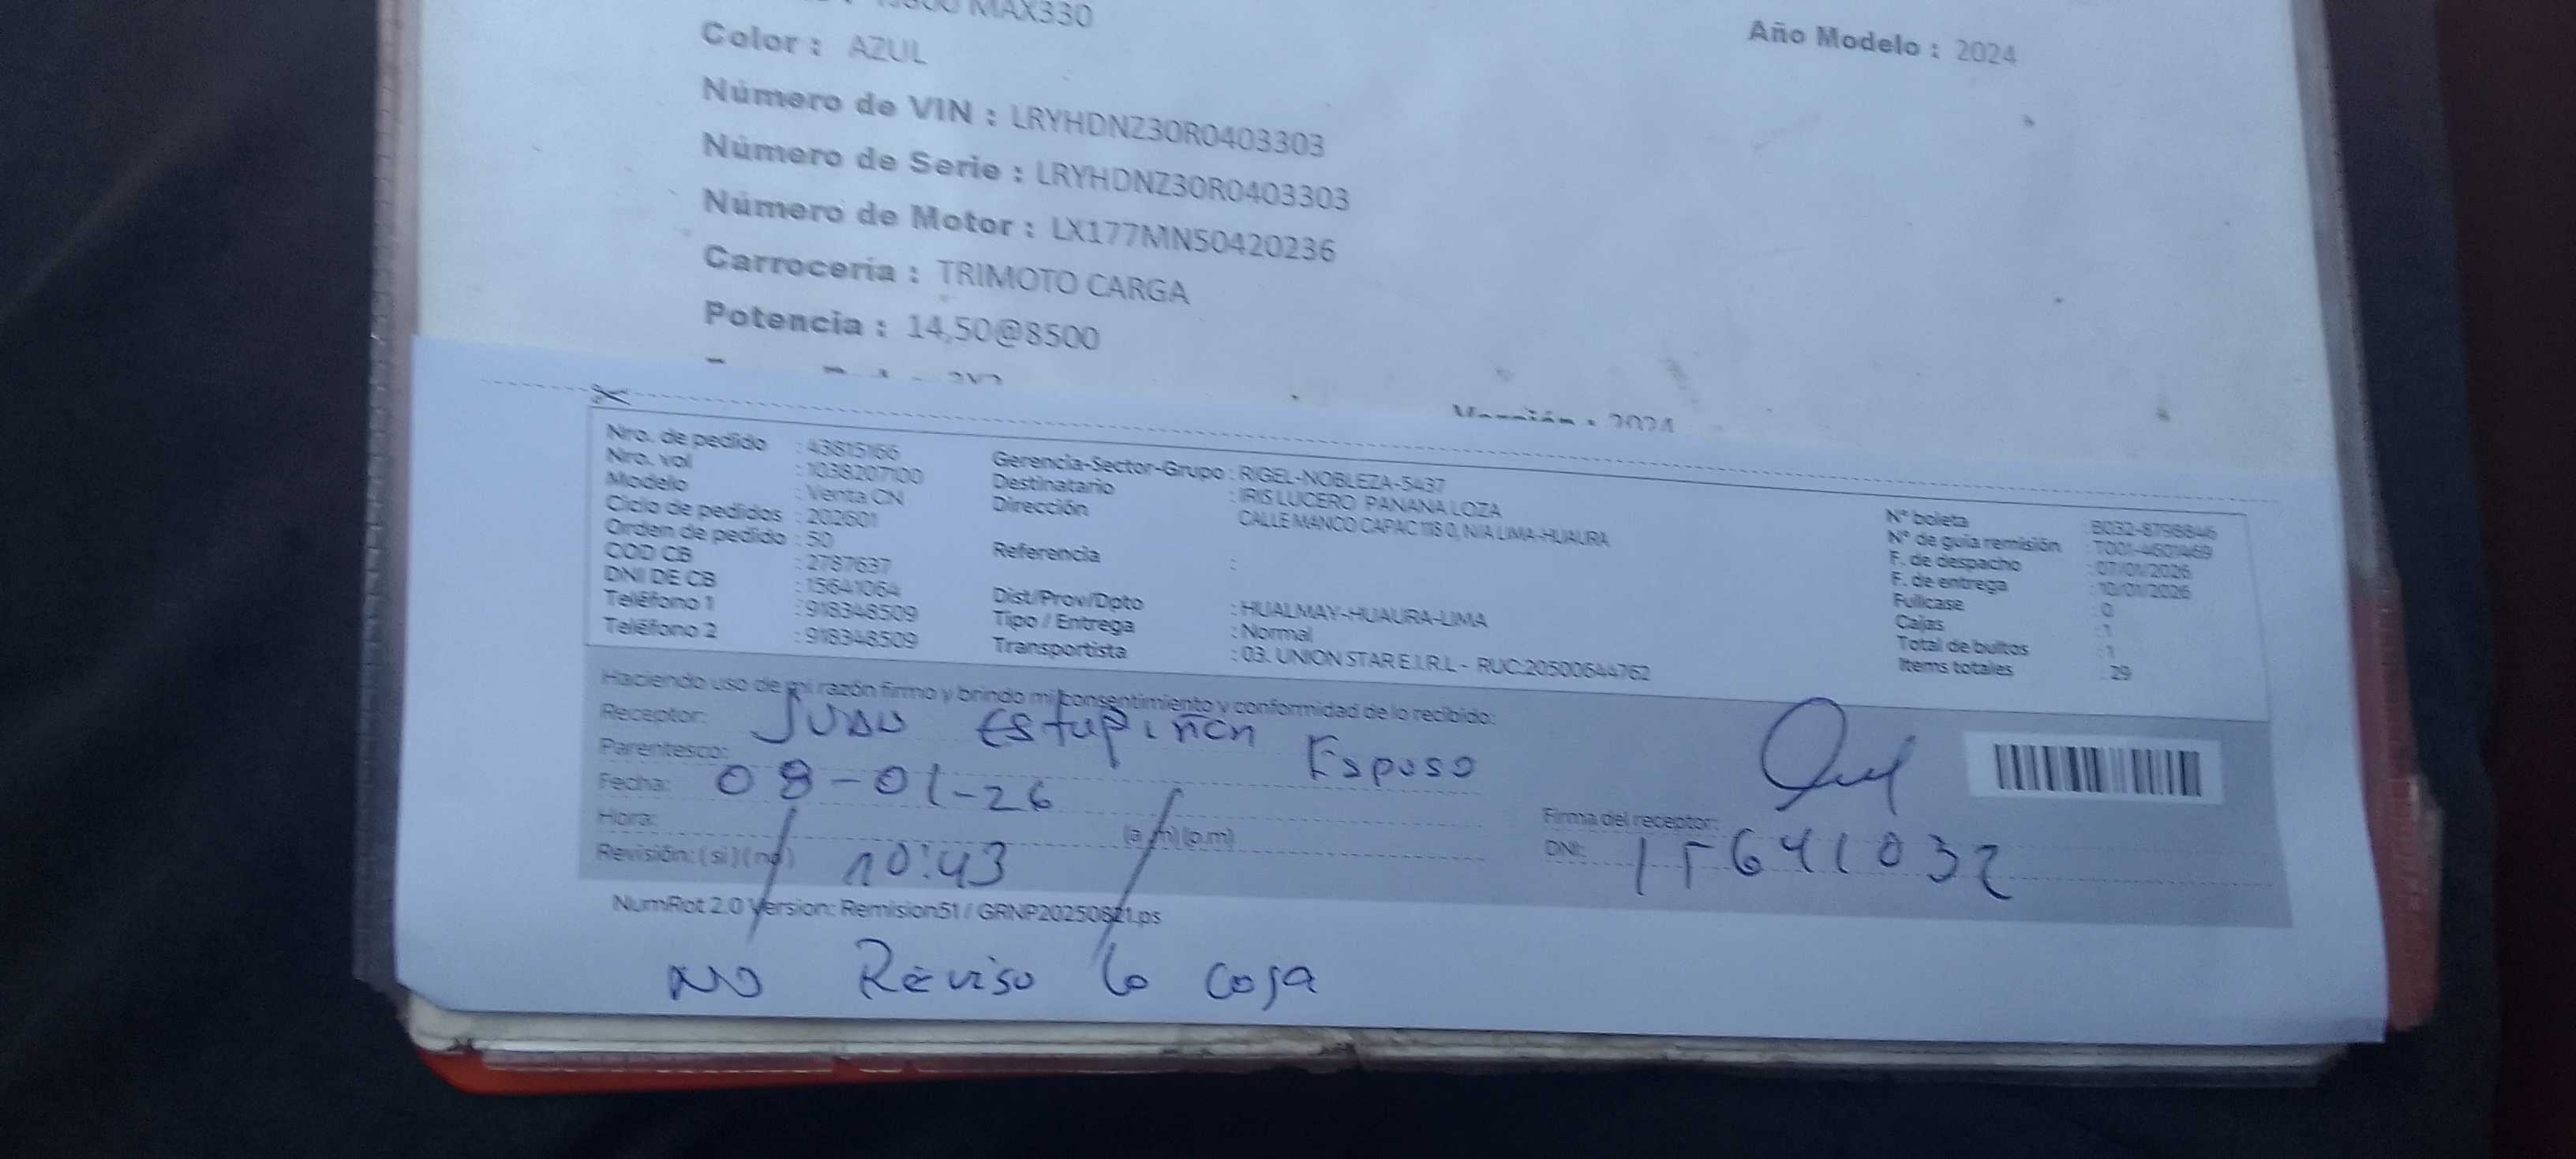 MAX330
Color : AZUL
Año Modelo : 2024
Número de VIN : LRYHDNZ30R0403303
Número de Serie : LRYHDNZ30R0403303
Número de Motor : LX177MN50420236
Carrocería : TRIMOTO CARGA
Potencia : 14,50@8500
Versión : 2024
Nro. de pedido : 43815166
Nro. vol : 1038207100
Modelo : Venta CN
Ciclo de pedidos : 202601
Orden de pedido : 50
COD CB : 2787637
DNI DE CB : 15641064
Teléfono 1 : 918348509
Teléfono 2 : 918348509
Gerencia-Sector-Grupo : RIGEL-NOBLEZA-5437
Destinatario : IRIS LUCERO PANANA LOZA
Dirección : CALLE MANCO CAPAC 118 0, N/A LIMA-HUAURA
Referencia :
Dist/Prov/Dpto : HUALMAY-HUAURA-LIMA
Tipo / Entrega : Normal
Transportista : 03. UNION STAR E.I.R.L - RUC:20500644762
N° boleta : B032-8798846
N° de guía remisión : T001-4601469
F. de despacho : 07/01/2026
F. de entrega : 10/01/2026
Fullcase : 0
Cajas : 1
Total de bultos : 1
Items totales : 29
Haciendo uso de mi razón firmo y brindo mi consentimiento y conformidad de lo recibido:
Receptor: Estupiñan
Parentesco: Esposo
Fecha: 08-01-26
Hora: (a.m) (p.m)
Revisión: (si) (no) 10:43
Firma del receptor:
DNI: 15641032
NumRot 2.0 Version: Remision51 / GRNP20250821.ps
NO Reviso la caja